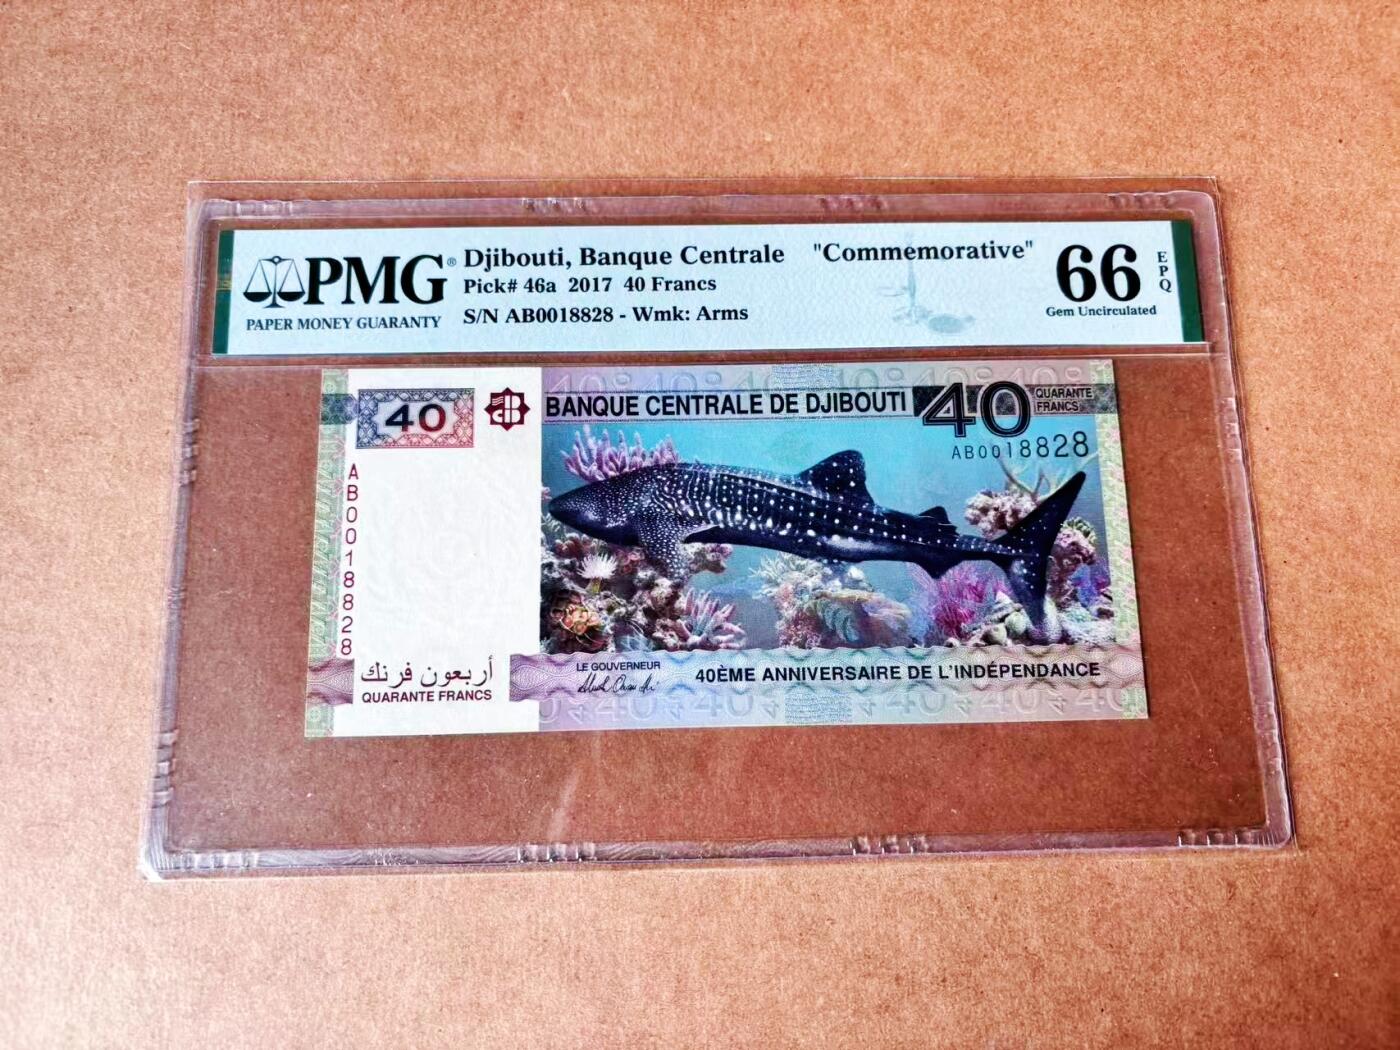 PMG®
PAPER MONEY GUARANTY
Djibouti, Banque Centrale "Commemorative"
Pick# 46a 2017 40 Francs
S/N AB0018828 - Wmk: Arms
66
EPQ
Gem Uncirculated
40
BANQUE CENTRALE DE DJIBOUTI
40
QUARANTE
FRANCS
AB0018828
AB0018828
أربعون فرنك
QUARANTE FRANCS
LE GOUVERNEUR
40ÈME ANNIVERSAIRE DE L'INDÉPENDANCE